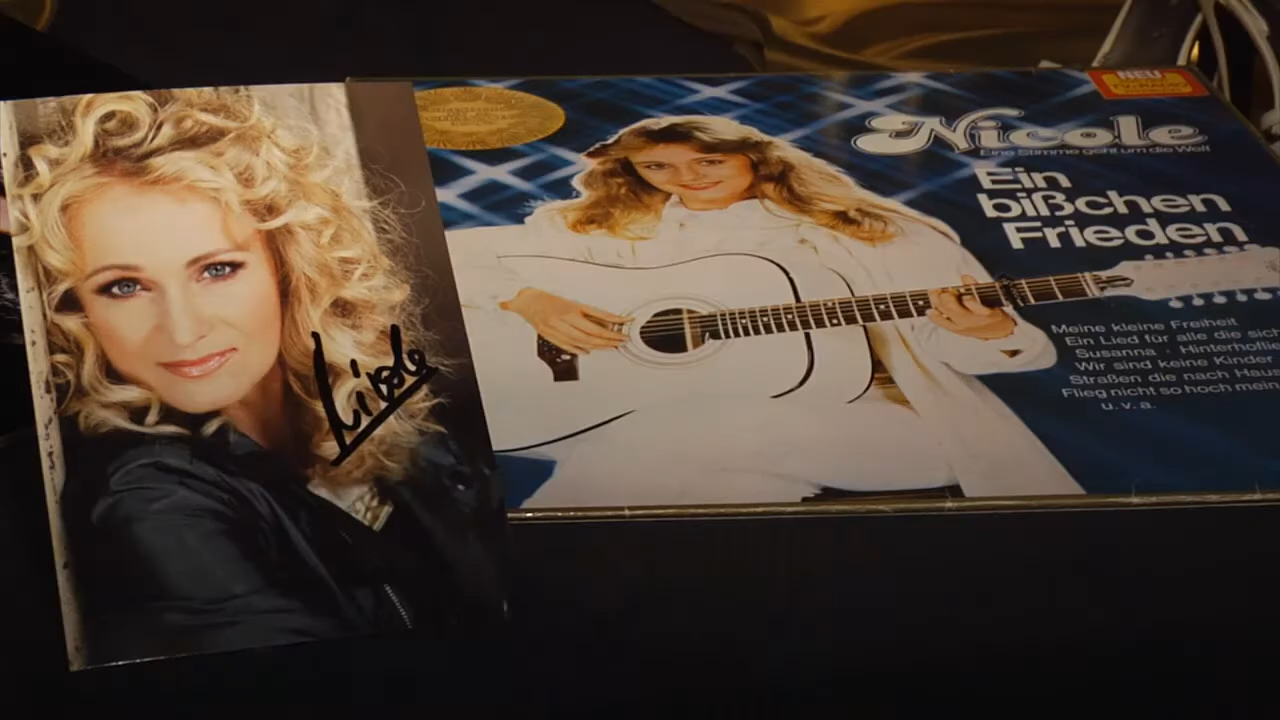 Nicole
NEU
Nicole
Eine Stimme geht um die Welt
Ein
bißchen
Frieden
Meine kleine Freiheit
Ein Lied für alle die sich
Susanna · Hinterhoflie
Wir sind keine Kinder
Straßen die nach Haus
Flieg nicht so hoch mein
u.v.a.